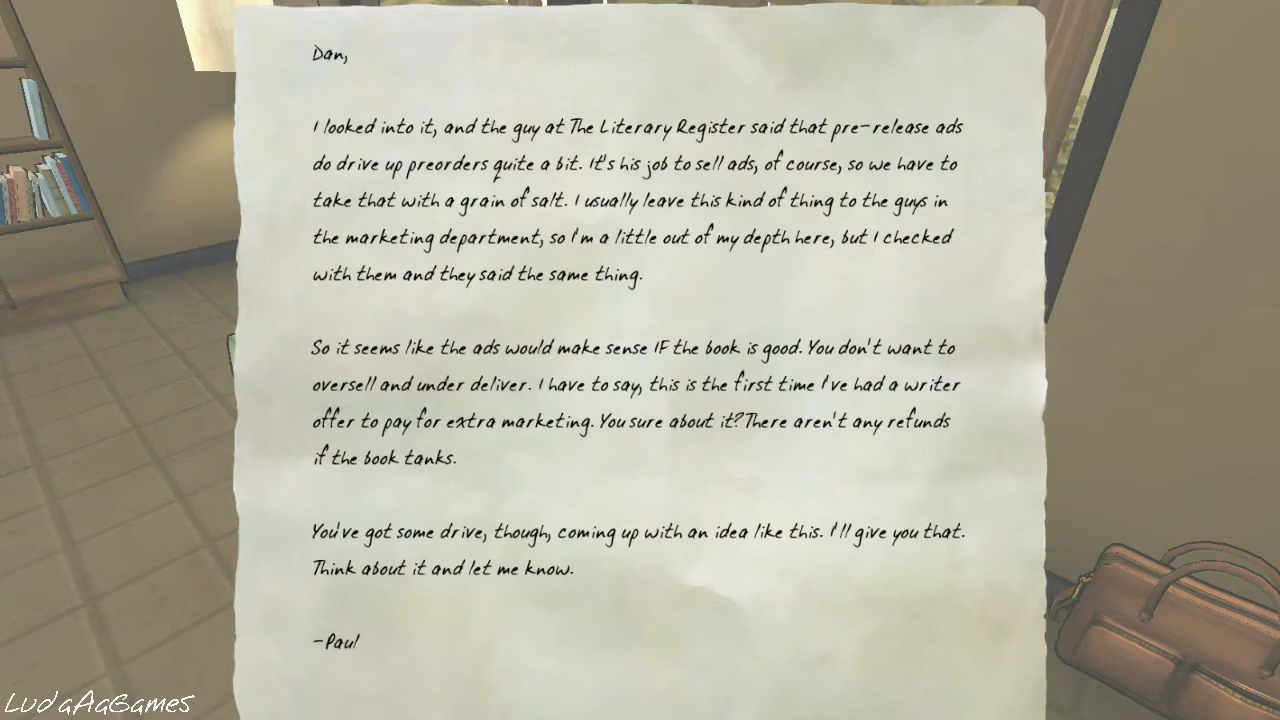 Dan,
I looked into it, and the guy at The Literary Register said that pre-release ads
do drive up preorders quite a bit. It's his job to sell ads, of course, so we have to
take that with a grain of salt. I usually leave this kind of thing to the guys in
the marketing department, so I'm a little out of my depth here, but I checked
with them and they said the same thing.
So it seems like the ads would make sense IF the book is good. You don't want to
oversell and under deliver. I have to say, this is the first time I've had a writer
offer to pay for extra marketing. You sure about it? There aren't any refunds
if the book tanks.
You've got some drive, though, coming up with an idea like this. I'll give you that.
Think about it and let me know.
-Paul
LudaAaGames